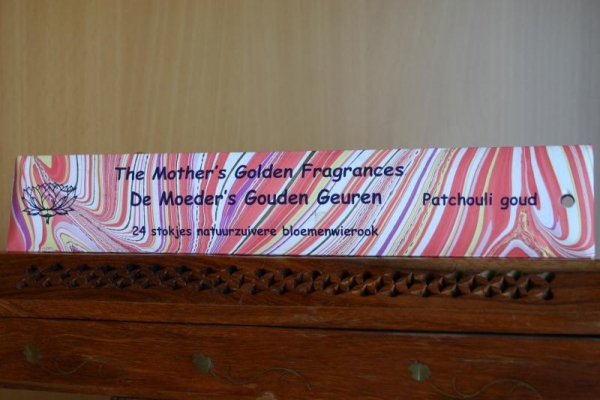 The Mother's Golden Fragrances
De Moeder's Gouden Geuren
Patchouli goud
24 stokjes natuurzuivere bloemenwierook